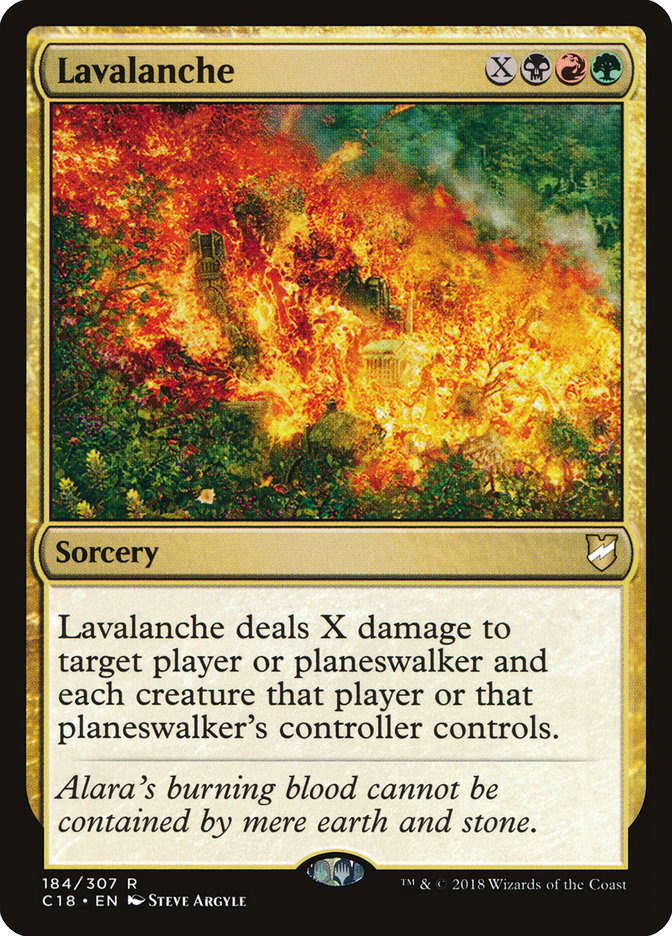 Lavalanche X
Sorcery
Lavalanche deals X damage to
target player or planeswalker and
each creature that player or that
planeswalker's controller controls.
Alara's burning blood cannot be
contained by mere earth and stone.
184/307 R
C18 • EN Steve Argyle
™ & © 2018 Wizards of the Coast